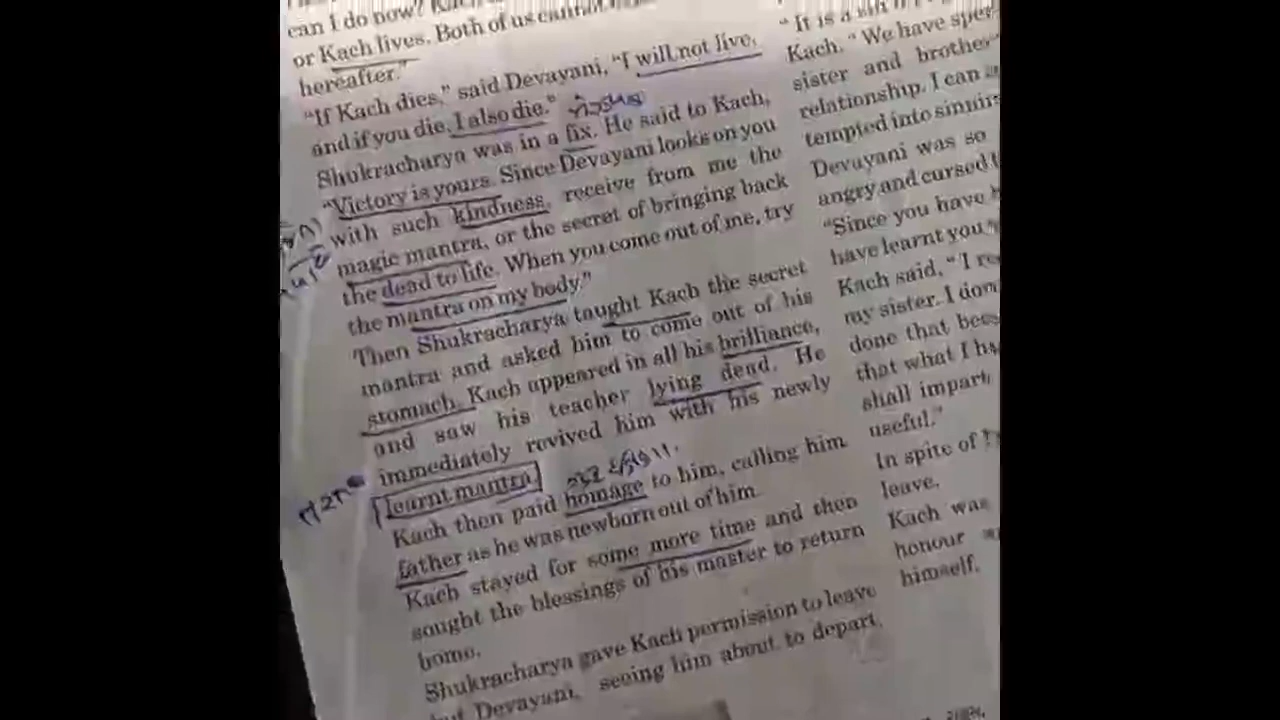 can I do now?
or Kach lives. Both of us cannot
hereafter."
"If Kach dies," said Devayani, "I will not live,
and if you die, I also die."
Shukracharya was in a fix. He said to Kach,
"Victory is yours. Since Devayani looks on you
with such kindness, receive from me the
magic mantra, or the secret of bringing back
the dead to life. When you come out of me, try
the mantra on my body."
Then Shukracharya taught Kach the secret
mantra and asked him to come out of his
stomach. Kach appeared in all his brilliance,
and saw his teacher lying dead. He
immediately revived him with his newly
learnt mantra.
Kach then paid homage to him, calling him
father as he was newborn out of him.
Kach stayed for some more time and then
sought the blessings of his master to return
home.
Shukracharya gave Kach permission to leave
but Devayani, seeing him about to depart,
"It is a
Kach. "We have
sister and brother
relationship. I can
tempted into
Devayani was so
angry and cursed
"Since you have
have learnt you
Kach said, "I
my sister. I
done that
that what I
shall impart
useful."
In spite of
leave.
Kach was
honour
himself.